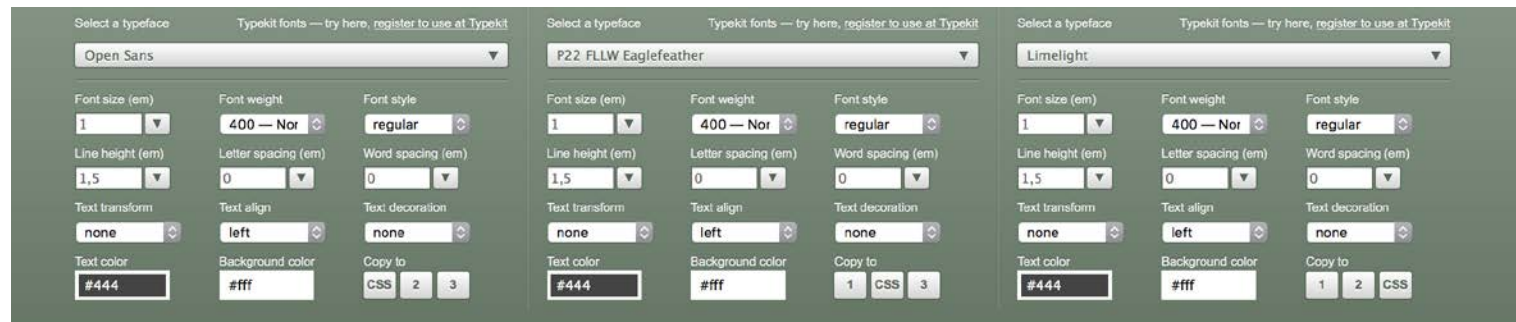 Select a typeface Typekit fonts — try here, register to use at Typekit
Open Sans
Font size (em) Font weight Font style
1 400 — Nor regular
Line height (em) Letter spacing (em) Word spacing (em)
1,5 0 0
Text transform Text align Text decoration
none left none
Text color Background color Copy to
#444 #fff CSS 2 3
Select a typeface Typekit fonts — try here, register to use at Typekit
P22 FLLW Eaglefeather
Font size (em) Font weight Font style
1 400 — Nor regular
Line height (em) Letter spacing (em) Word spacing (em)
1,5 0 0
Text transform Text align Text decoration
none left none
Text color Background color Copy to
#444 #fff 1 CSS 3
Select a typeface Typekit fonts — try here, register to use at Typekit
Limelight
Font size (em) Font weight Font style
1 400 — Nor regular
Line height (em) Letter spacing (em) Word spacing (em)
1,5 0 0
Text transform Text align Text decoration
none left none
Text color Background color Copy to
#444 #fff 1 2 CSS